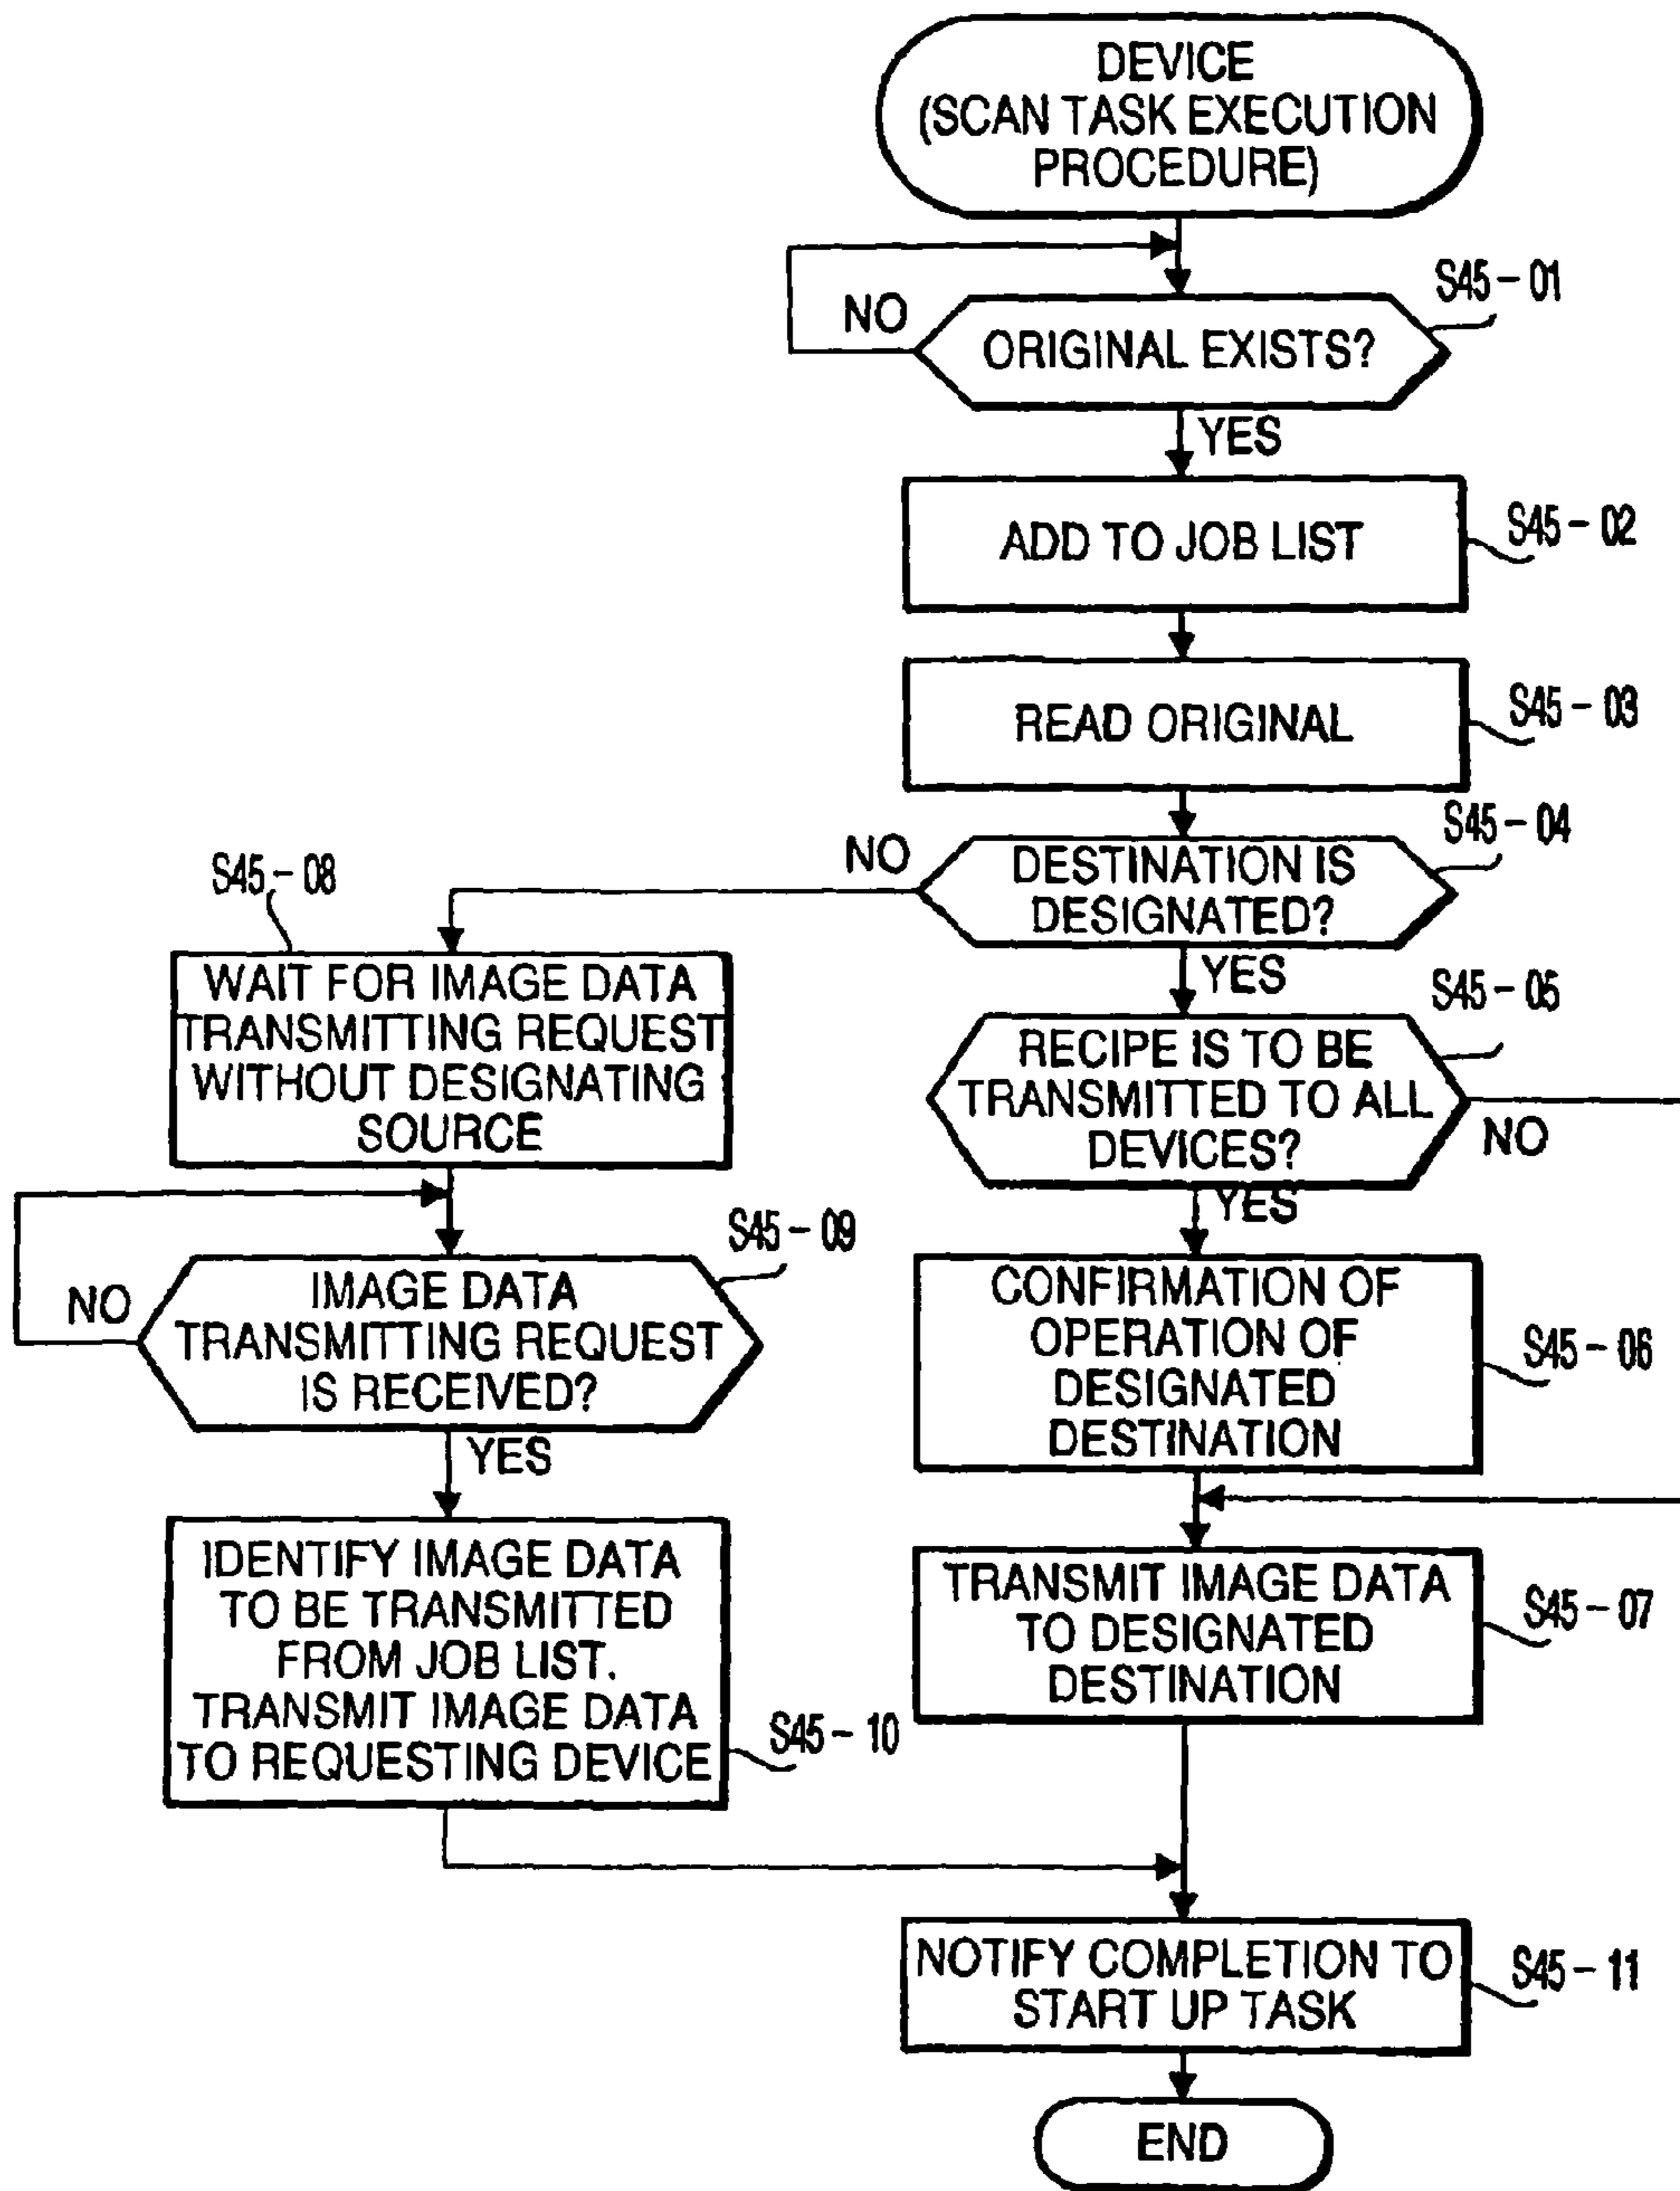 DEVICE
(SCAN TASK EXECUTION
PROCEDURE)
S45-01
NO
ORIGINAL EXISTS?
YES
ADD TO JOB LIST
S45-02
READ ORIGINAL
S45-03
S45-04
NO
DESTINATION IS
DESIGNATED?
YES
S45-08
WAIT FOR IMAGE DATA
TRANSMITTING REQUEST
WITHOUT DESIGNATING
SOURCE
S45-05
RECIPE IS TO BE
TRANSMITTED TO ALL
DEVICES?
NO
YES
S45-09
NO
IMAGE DATA
TRANSMITTING REQUEST
IS RECEIVED?
YES
CONFIRMATION OF
OPERATION OF
DESIGNATED
DESTINATION
S45-06
IDENTIFY IMAGE DATA
TO BE TRANSMITTED
FROM JOB LIST.
TRANSMIT IMAGE DATA
TO REQUESTING DEVICE
S45-10
TRANSMIT IMAGE DATA
TO DESIGNATED
DESTINATION
S45-07
NOTIFY COMPLETION TO
START UP TASK
S45-11
END